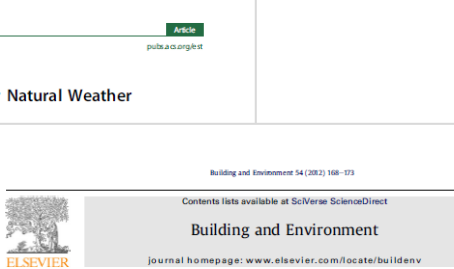 Article
pubs.acs.org/est
Natural Weather
Building and Environment 54 (2012) 168–173
Contents lists available at SciVerse ScienceDirect
Building and Environment
ELSEVIER
journal homepage: www.elsevier.com/locate/buildenv